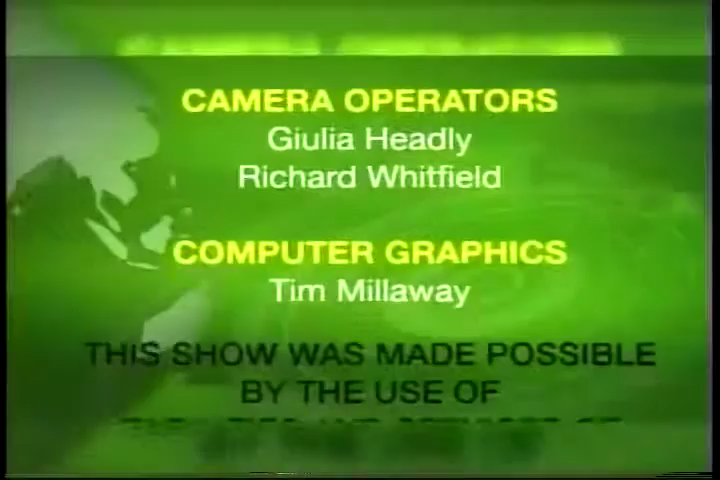 CAMERA OPERATORS
Giulia Headly
Richard Whitfield
COMPUTER GRAPHICS
Tim Millaway
THIS SHOW WAS MADE POSSIBLE
BY THE USE OF